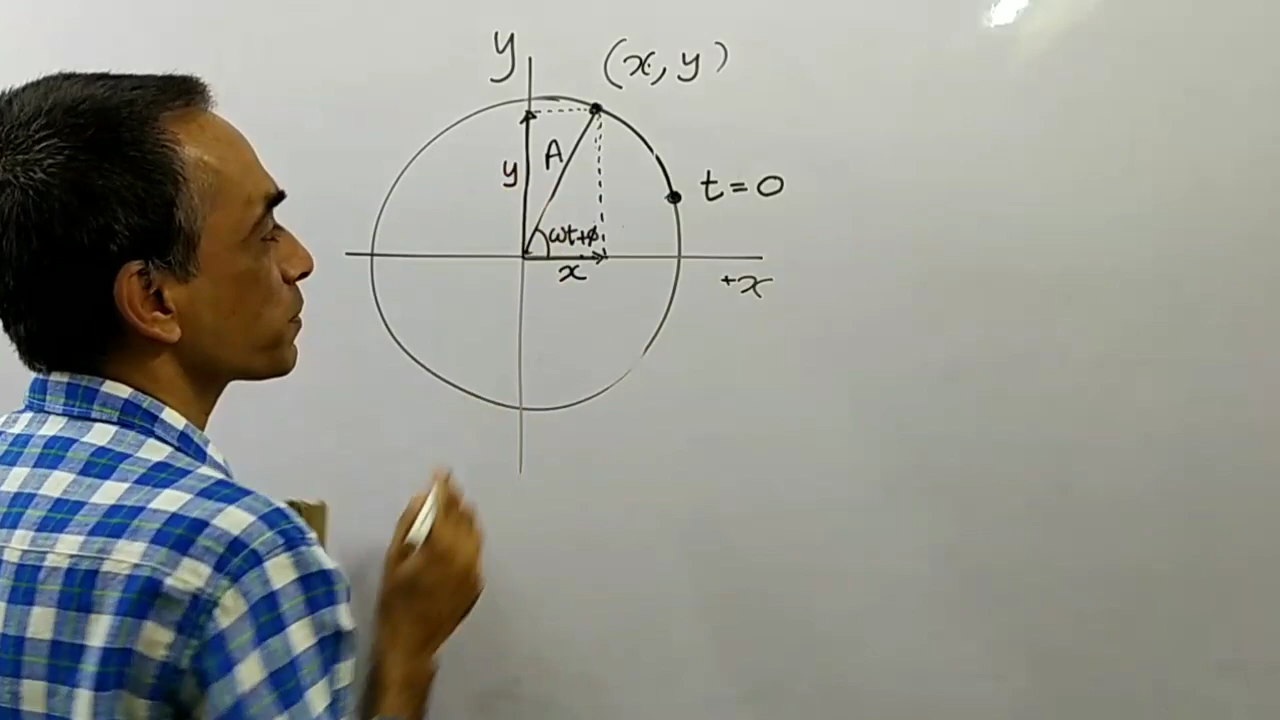 y
(x, y)
A
y
t = 0
ωt+φ
x
+x